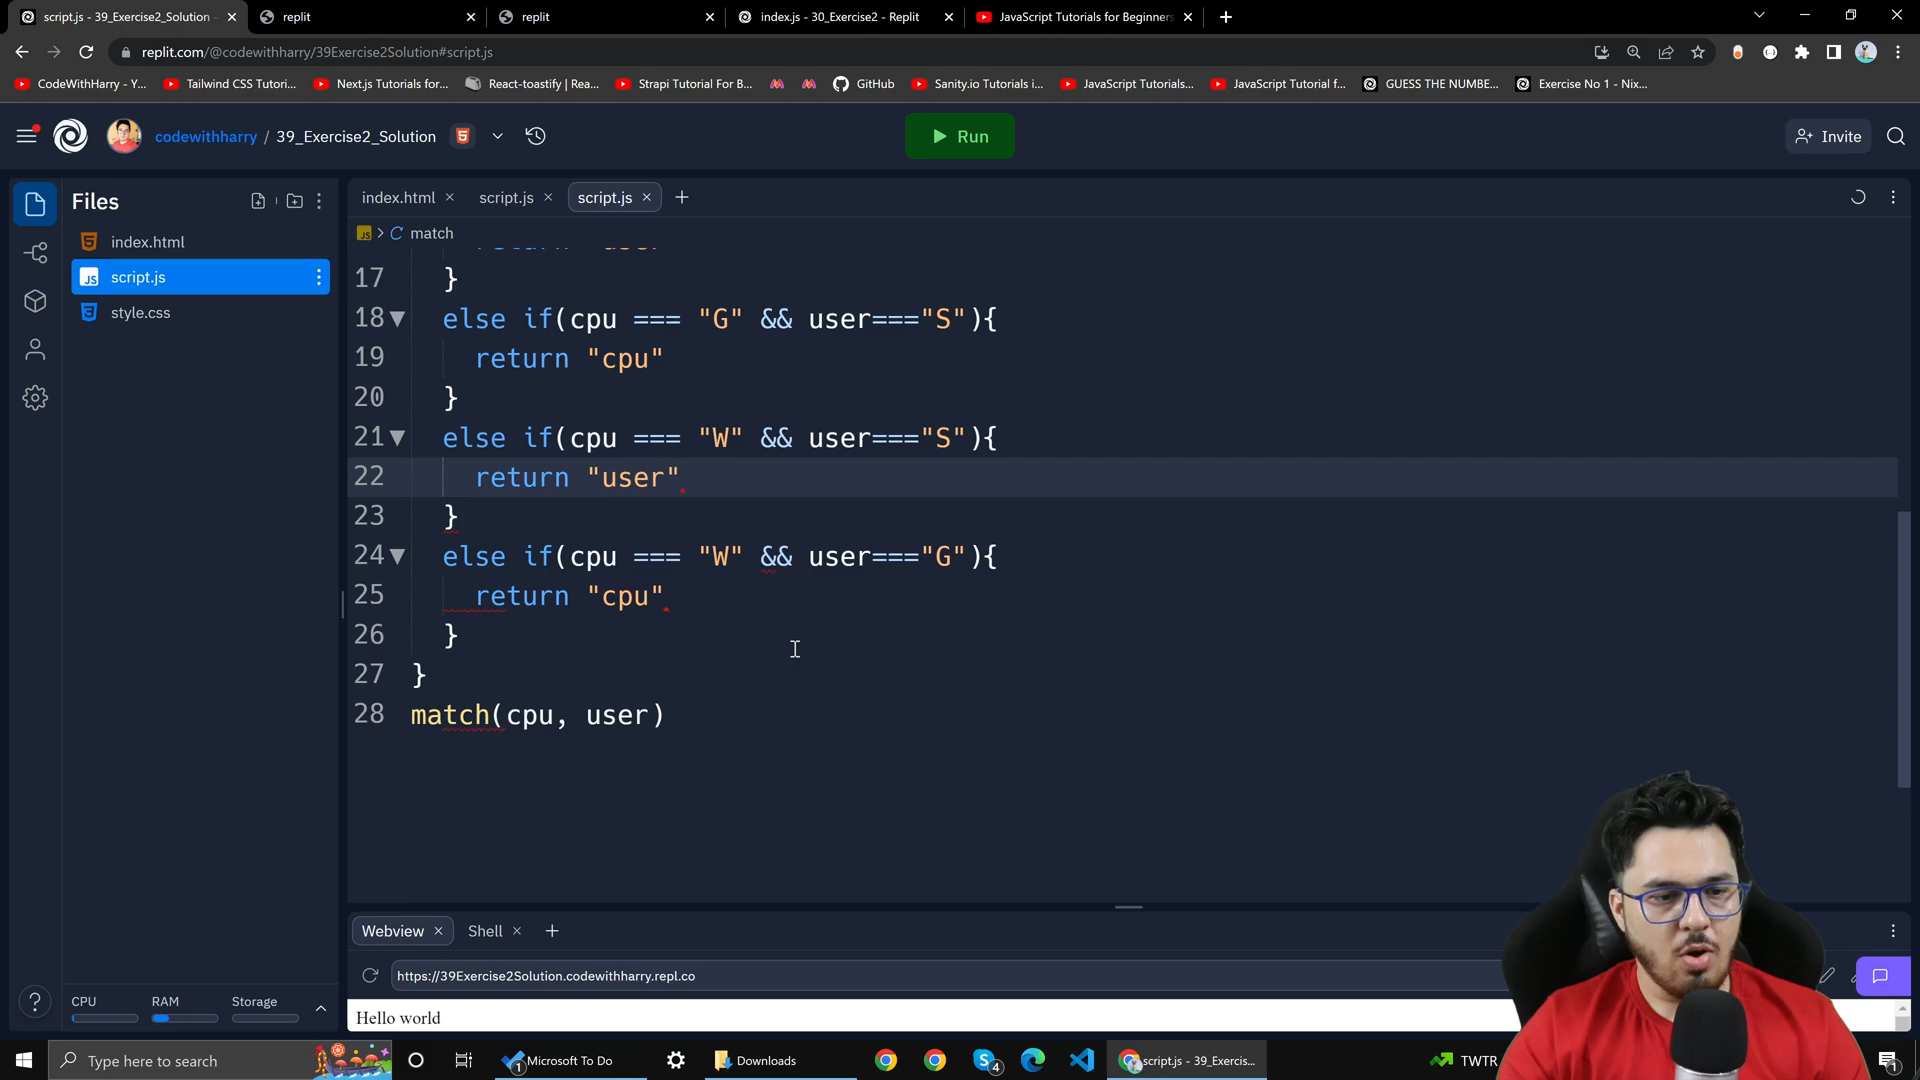 script.js - 39_Exercise2_Solution -
replit
replit
index.js - 30_Exercise2 - Replit
JavaScript Tutorials for Beginners
replit.com/@codewithharry/39Exercise2Solution#script.js
CodeWithHarry - Y...
Tailwind CSS Tutori...
Next.js Tutorials for...
React-toastify | Rea...
Strapi Tutorial For B...
GitHub
Sanity.io Tutorials i...
JavaScript Tutorials...
JavaScript Tutorial f...
GUESS THE NUMBE...
Exercise No 1 - Nix...
codewithharry / 39_Exercise2_Solution
Run
Invite
Files
index.html
script.js
script.js
index.html
script.js
style.css
JS > match
17 }
18 else if(cpu === "G" && user==="S"){
19 return "cpu"
20 }
21 else if(cpu === "W" && user==="S"){
22 return "user"
23 }
24 else if(cpu === "W" && user==="G"){
25 return "cpu"
26 }
27 }
28 match(cpu, user)
Webview
Shell
https://39Exercise2Solution.codewithharry.repl.co
Hello world
CPU
RAM
Storage
Type here to search
Microsoft To Do
Downloads
script.js - 39_Exercis...
TWTR